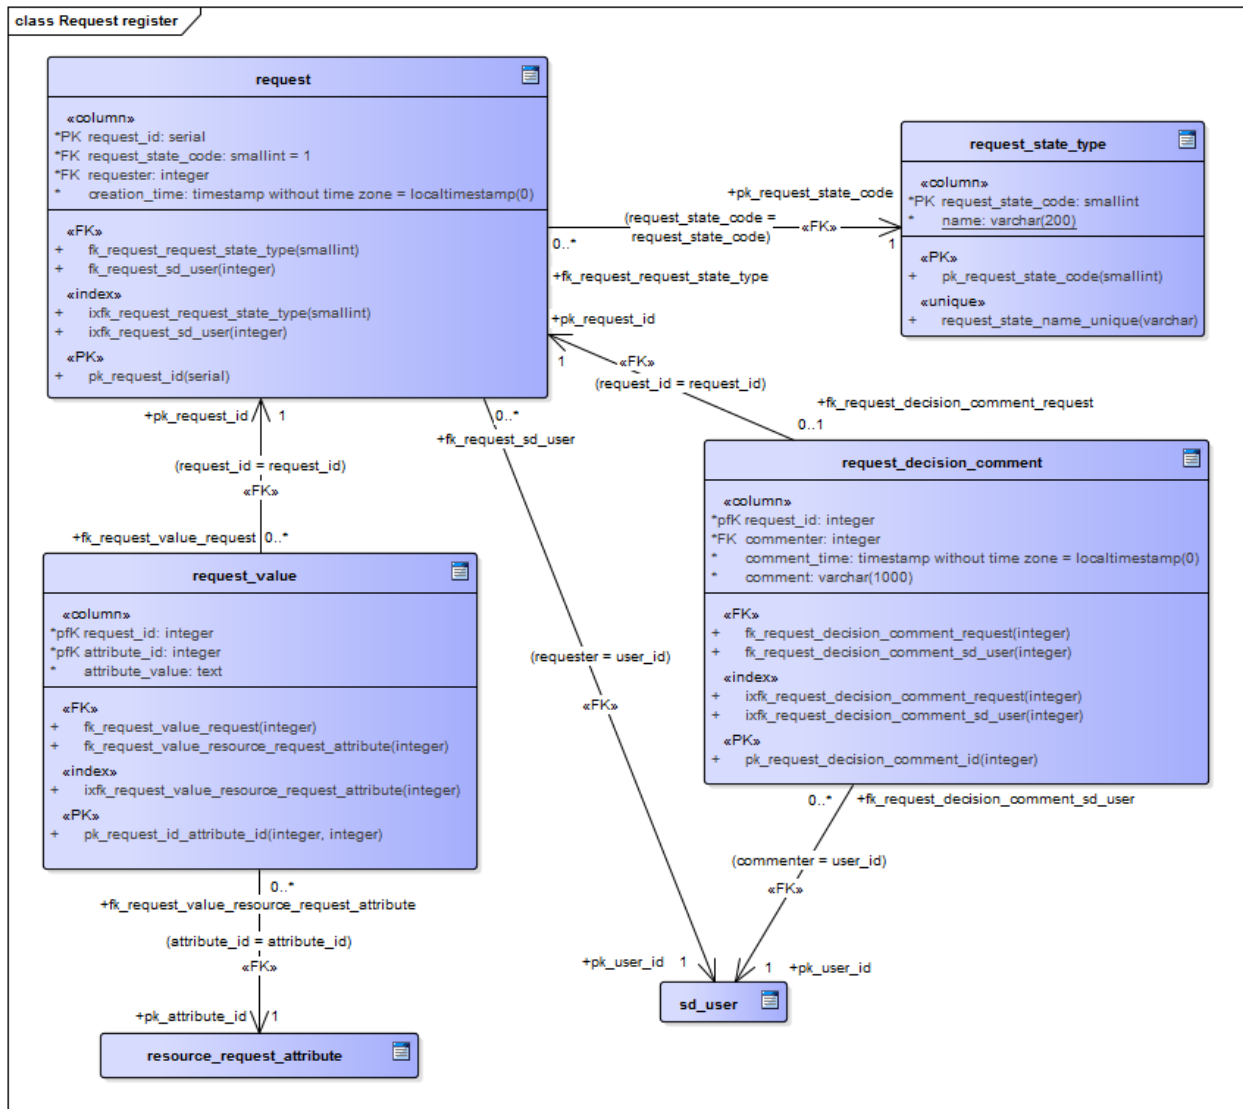 class Request register
request
«column»
*PK request_id: serial
*FK request_state_code: smallint = 1
*FK requester: integer
* creation_time: timestamp without time zone = localtimestamp(0)
«FK»
+ fk_request_request_state_type(smallint)
+ fk_request_sd_user(integer)
«index»
+ ixfk_request_request_state_type(smallint)
+ ixfk_request_sd_user(integer)
«PK»
+ pk_request_id(serial)
+pk_request_state_code
(request_state_code =
request_state_code)
«FK»
0..*
1
+fk_request_request_state_type
request_state_type
«column»
*PK request_state_code: smallint
* name: varchar(200)
«PK»
+ pk_request_state_code(smallint)
«unique»
+ request_state_name_unique(varchar)
+pk_request_id
1
«FK»
(request_id = request_id)
+fk_request_decision_comment_request
0..1
request_decision_comment
«column»
*pfK request_id: integer
*FK commenter: integer
* comment_time: timestamp without time zone = localtimestamp(0)
* comment: varchar(1000)
«FK»
+ fk_request_decision_comment_request(integer)
+ fk_request_decision_comment_sd_user(integer)
«index»
+ ixfk_request_decision_comment_request(integer)
+ ixfk_request_decision_comment_sd_user(integer)
«PK»
+ pk_request_decision_comment_id(integer)
+pk_request_id
1
(request_id = request_id)
«FK»
+fk_request_value_request
0..*
request_value
«column»
*pfK request_id: integer
*pfK attribute_id: integer
* attribute_value: text
«FK»
+ fk_request_value_request(integer)
+ fk_request_value_resource_request_attribute(integer)
«index»
+ ixfk_request_value_resource_request_attribute(integer)
«PK»
+ pk_request_id_attribute_id(integer, integer)
0..*
+fk_request_sd_user
(requester = user_id)
«FK»
+pk_user_id
1
0..*
+fk_request_decision_comment_sd_user
(commenter = user_id)
«FK»
1
+pk_user_id
sd_user
0..*
+fk_request_value_resource_request_attribute
(attribute_id = attribute_id)
«FK»
+pk_attribute_id
1
resource_request_attribute